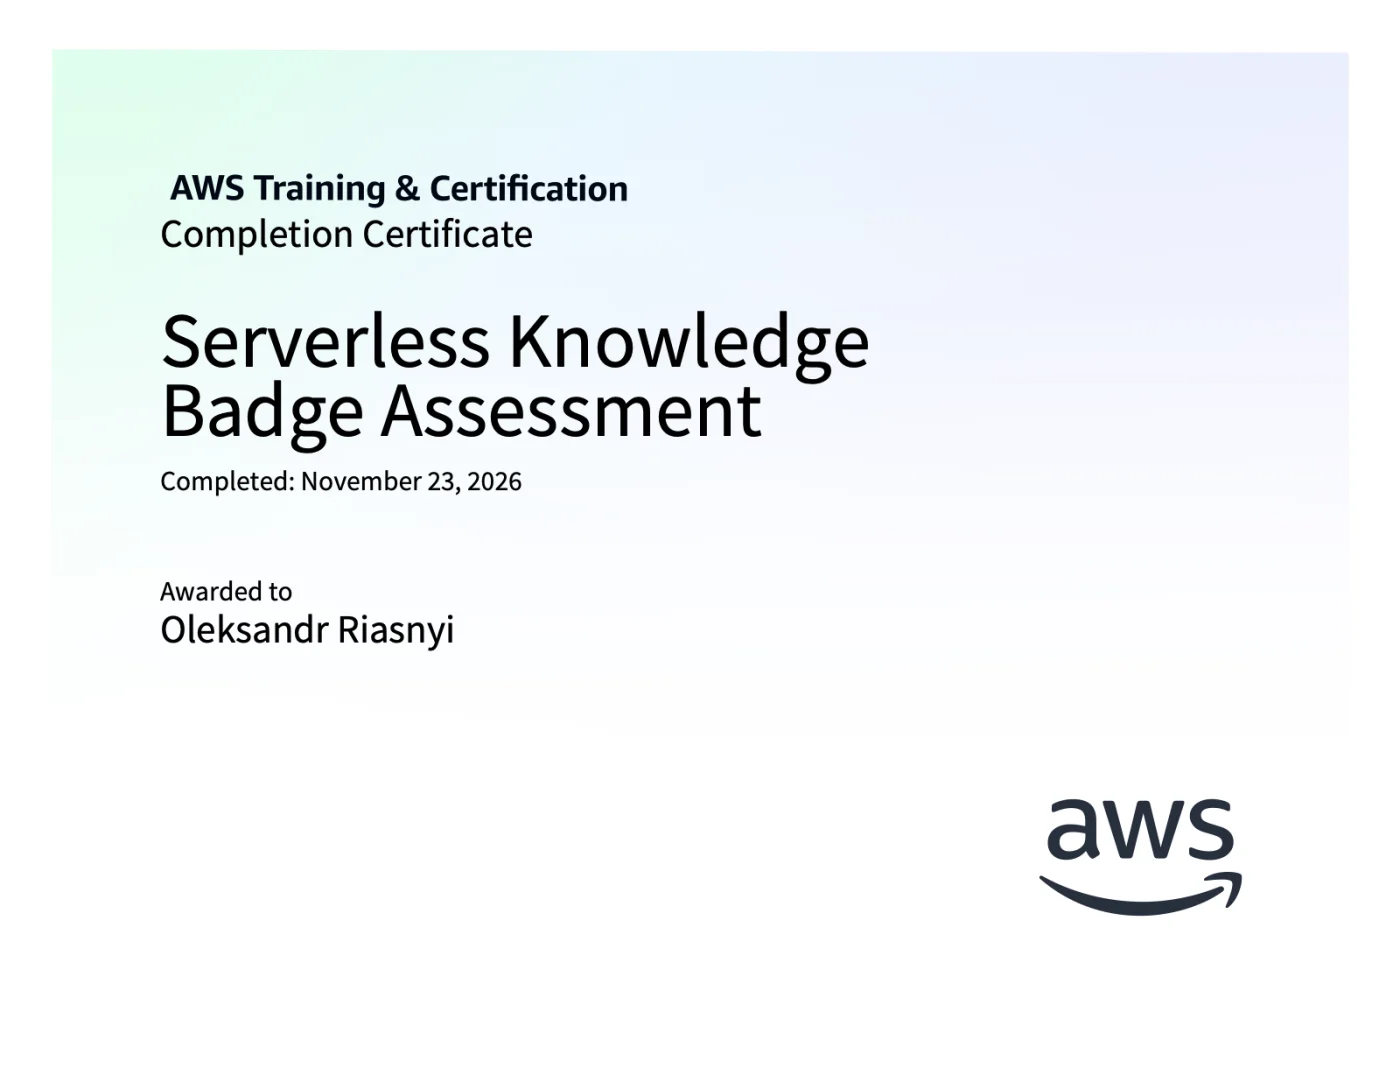 AWS Training & Certification
Completion Certificate
Serverless Knowledge
Badge Assessment
Completed: November 23, 2026
Awarded to
Oleksandr Riasnyi
aws